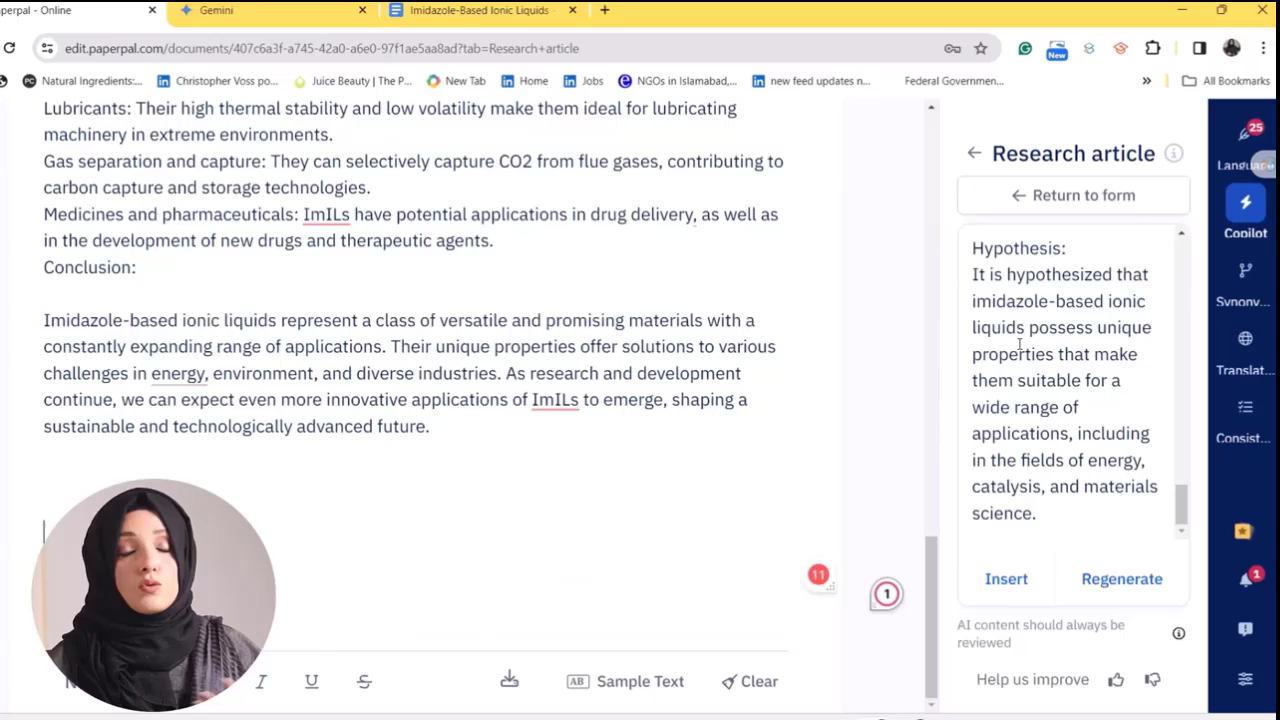 perpal - Online
Gemini
Imidazole-Based Ionic Liquids
edit.paperpal.com/documents/407c6a3f-a745-42a0-a6e0-97f1ae5aa8ad?tab=Research+article
New
Natural Ingredients:...
Christopher Voss po...
Juice Beauty | The P...
New Tab
Home
Jobs
NGOs in Islamabad,...
new feed updates n...
Federal Governmen...
All Bookmarks
Lubricants: Their high thermal stability and low volatility make them ideal for lubricating
machinery in extreme environments.
Gas separation and capture: They can selectively capture CO2 from flue gases, contributing to
carbon capture and storage technologies.
Medicines and pharmaceuticals: ImILs have potential applications in drug delivery, as well as
in the development of new drugs and therapeutic agents.
Conclusion:
Imidazole-based ionic liquids represent a class of versatile and promising materials with a
constantly expanding range of applications. Their unique properties offer solutions to various
challenges in energy, environment, and diverse industries. As research and development
continue, we can expect even more innovative applications of ImILs to emerge, shaping a
sustainable and technologically advanced future.
11
1
AB Sample Text
Clear
Research article
Return to form
Hypothesis:
It is hypothesized that
imidazole-based ionic
liquids possess unique
properties that make
them suitable for a
wide range of
applications, including
in the fields of energy,
catalysis, and materials
science.
Insert
Regenerate
AI content should always be
reviewed
Help us improve
25
Langua
Copilot
Synony...
Translat...
Consist...
1